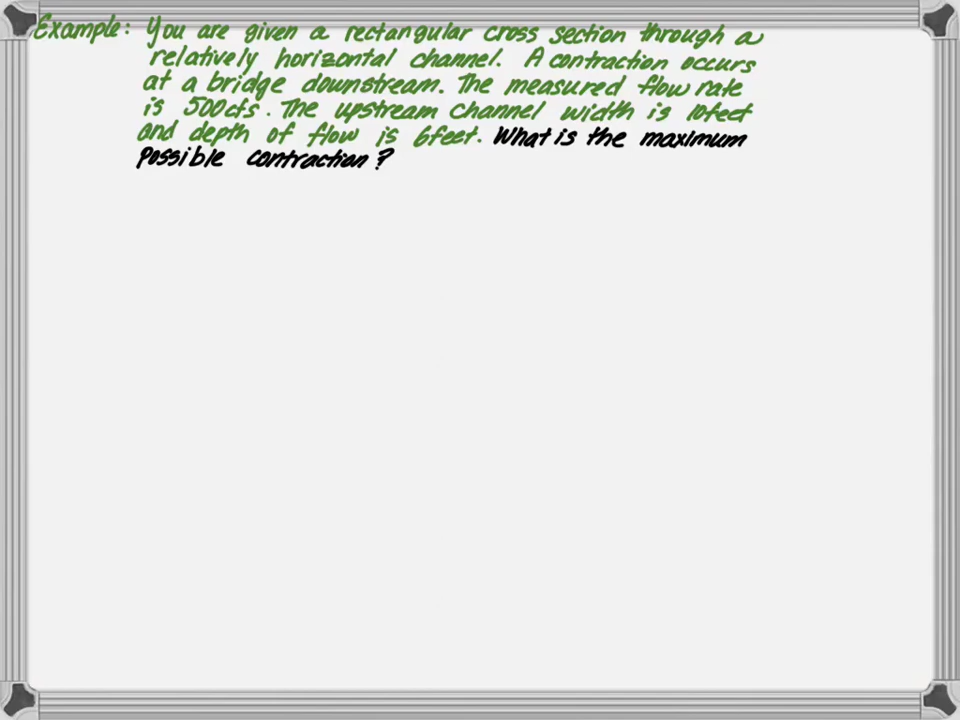 Example: You are given a rectangular cross section through a
relatively horizontal channel. A contraction occurs
at a bridge downstream. The measured flow rate
is 500cfs. The upstream channel width is 10feet
and depth of flow is 6feet. What is the maximum
possible contraction?